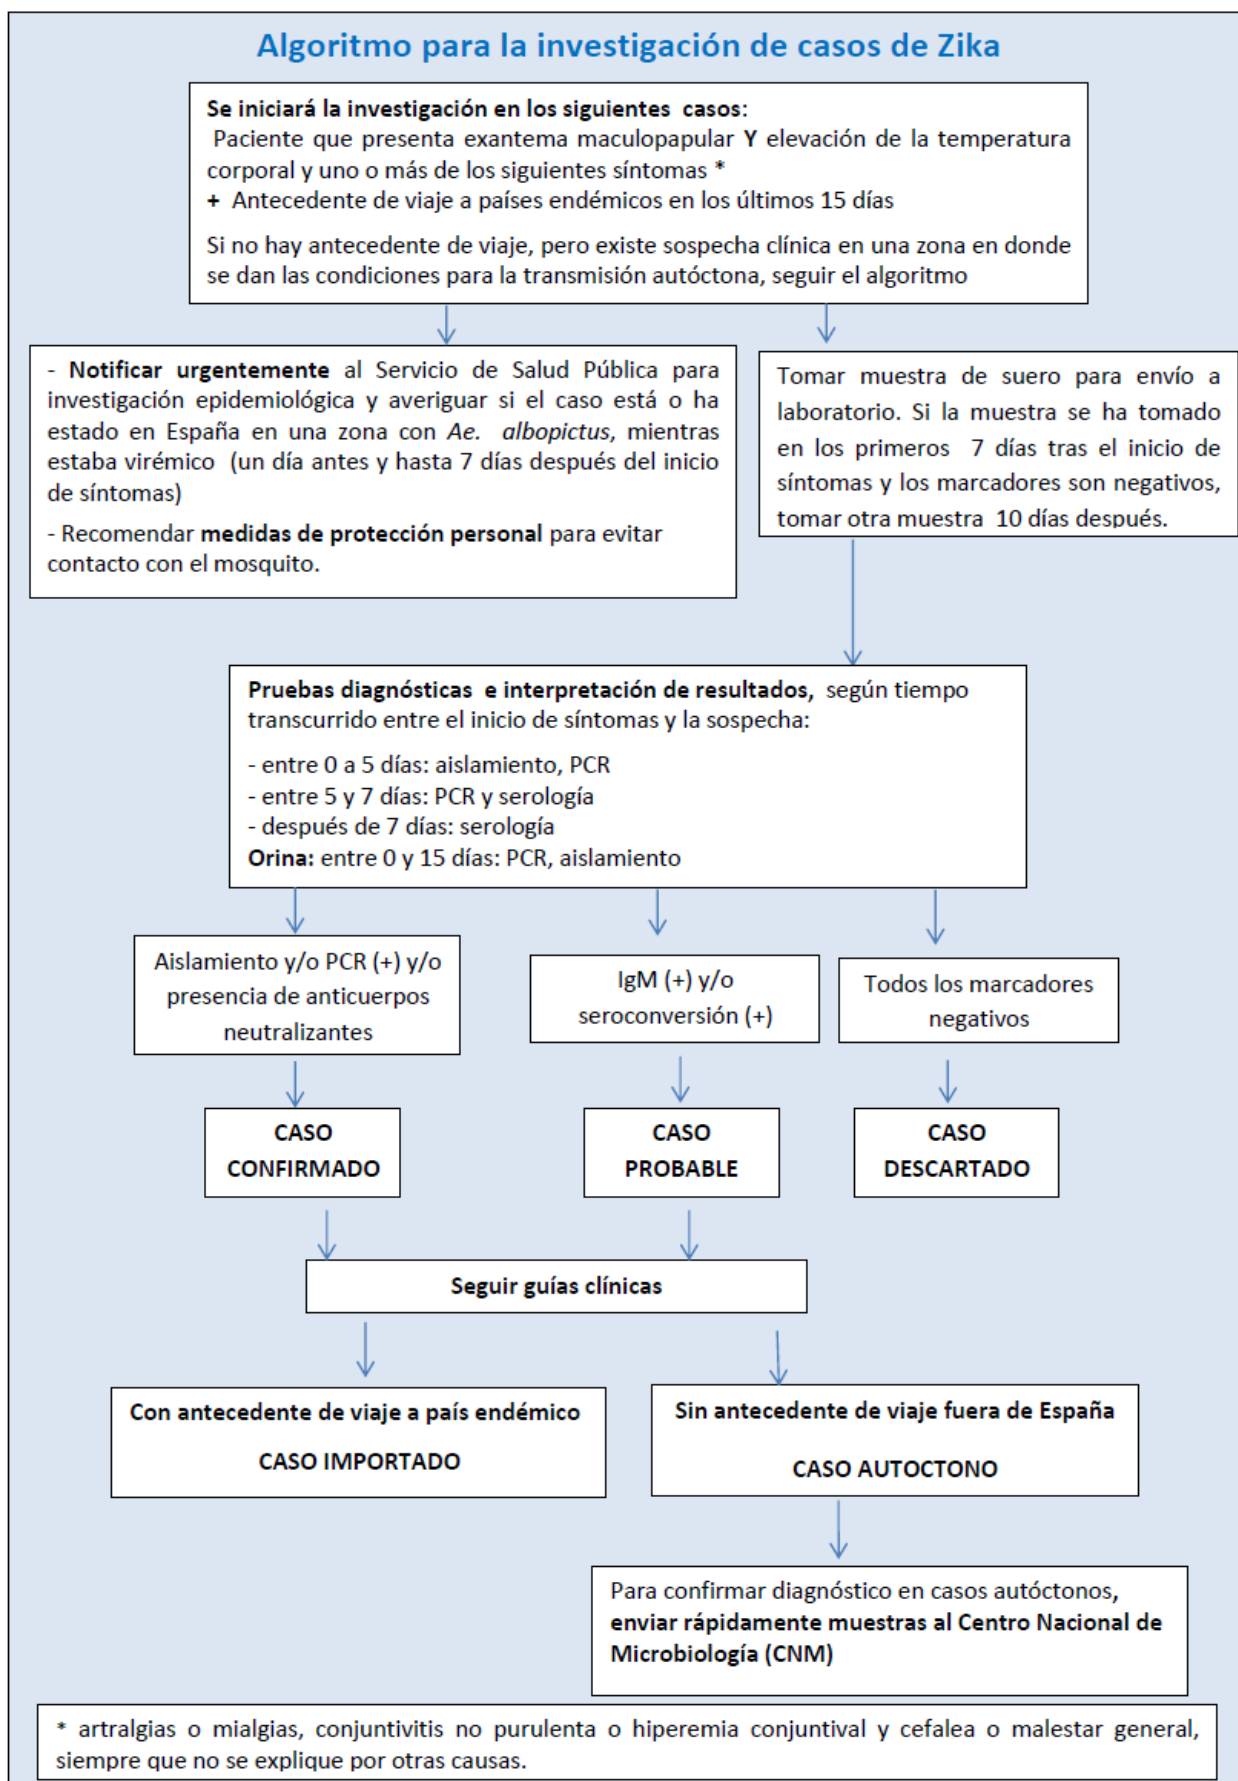 Algoritmo para la investigación de casos de Zika
Se iniciará la investigación en los siguientes casos:
Paciente que presenta exantema maculopapular Y elevación de la temperatura
corporal y uno o más de los siguientes síntomas *
+ Antecedente de viaje a países endémicos en los últimos 15 días
Si no hay antecedente de viaje, pero existe sospecha clínica en una zona en donde
se dan las condiciones para la transmisión autóctona, seguir el algoritmo
- Notificar urgentemente al Servicio de Salud Pública para
investigación epidemiológica y averiguar si el caso está o ha
estado en España en una zona con Ae. albopictus, mientras
estaba virémico (un día antes y hasta 7 días después del inicio
de síntomas)
- Recomendar medidas de protección personal para evitar
contacto con el mosquito.
Tomar muestra de suero para envío a
laboratorio. Si la muestra se ha tomado
en los primeros 7 días tras el inicio de
síntomas y los marcadores son negativos,
tomar otra muestra 10 días después.
Pruebas diagnósticas e interpretación de resultados, según tiempo
transcurrido entre el inicio de síntomas y la sospecha:
- entre 0 a 5 días: aislamiento, PCR
- entre 5 y 7 días: PCR y serología
- después de 7 días: serología
Orina: entre 0 y 15 días: PCR, aislamiento
Aislamiento y/o PCR (+) y/o
presencia de anticuerpos
neutralizantes
IgM (+) y/o
seroconversión (+)
Todos los marcadores
negativos
CASO
CONFIRMADO
CASO
PROBABLE
CASO
DESCARTADO
Seguir guías clínicas
Con antecedente de viaje a país endémico
CASO IMPORTADO
Sin antecedente de viaje fuera de España
CASO AUTOCTONO
Para confirmar diagnóstico en casos autóctonos,
enviar rápidamente muestras al Centro Nacional de
Microbiología (CNM)
* artralgias o mialgias, conjuntivitis no purulenta o hiperemia conjuntival y cefalea o malestar general,
siempre que no se explique por otras causas.